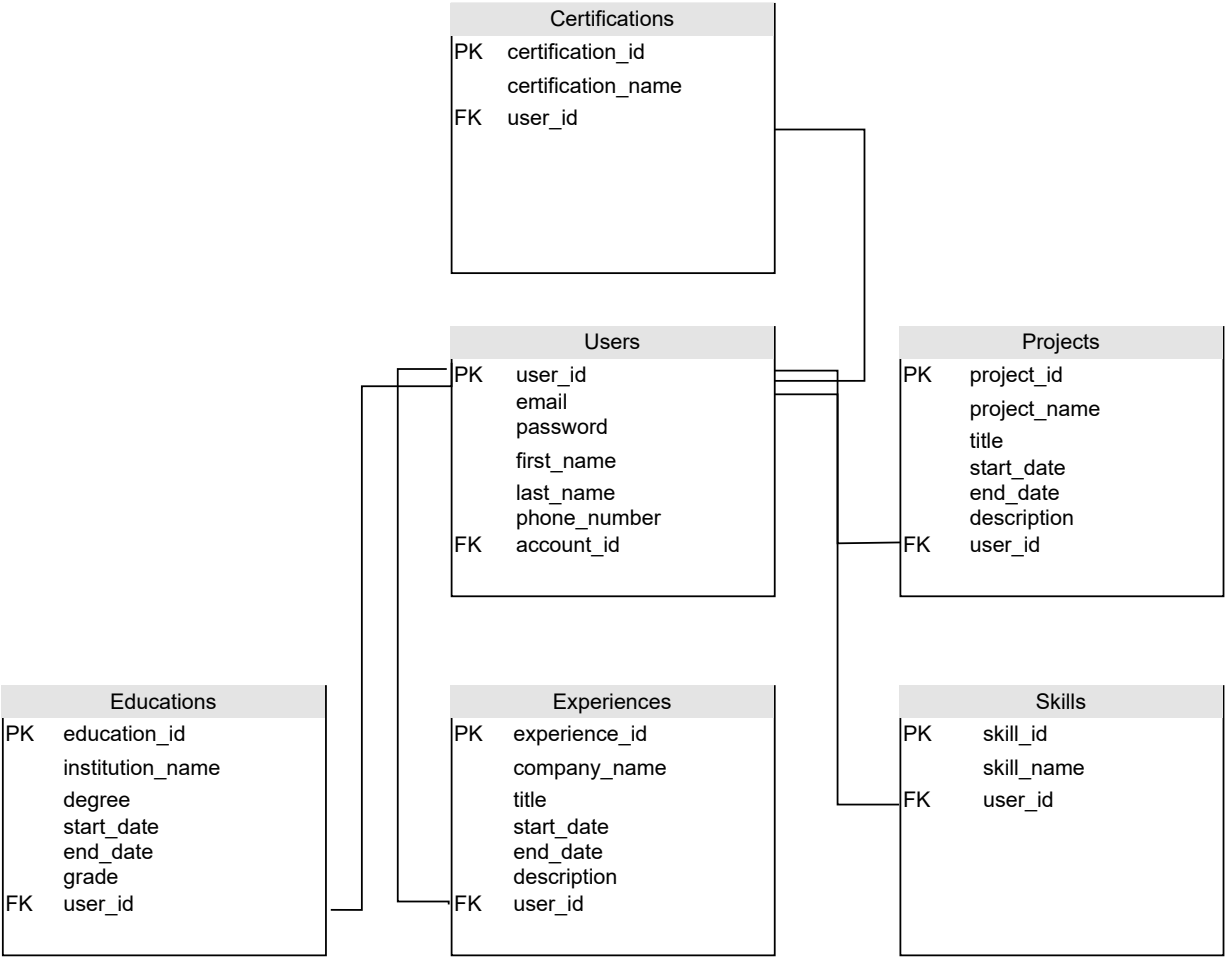 Certifications
PK certification_id
certification_name
FK user_id
Users
PK user_id
email
password
first_name
last_name
phone_number
FK account_id
Projects
PK project_id
project_name
title
start_date
end_date
description
FK user_id
Educations
PK education_id
institution_name
degree
start_date
end_date
grade
FK user_id
Experiences
PK experience_id
company_name
title
start_date
end_date
description
FK user_id
Skills
PK skill_id
skill_name
FK user_id